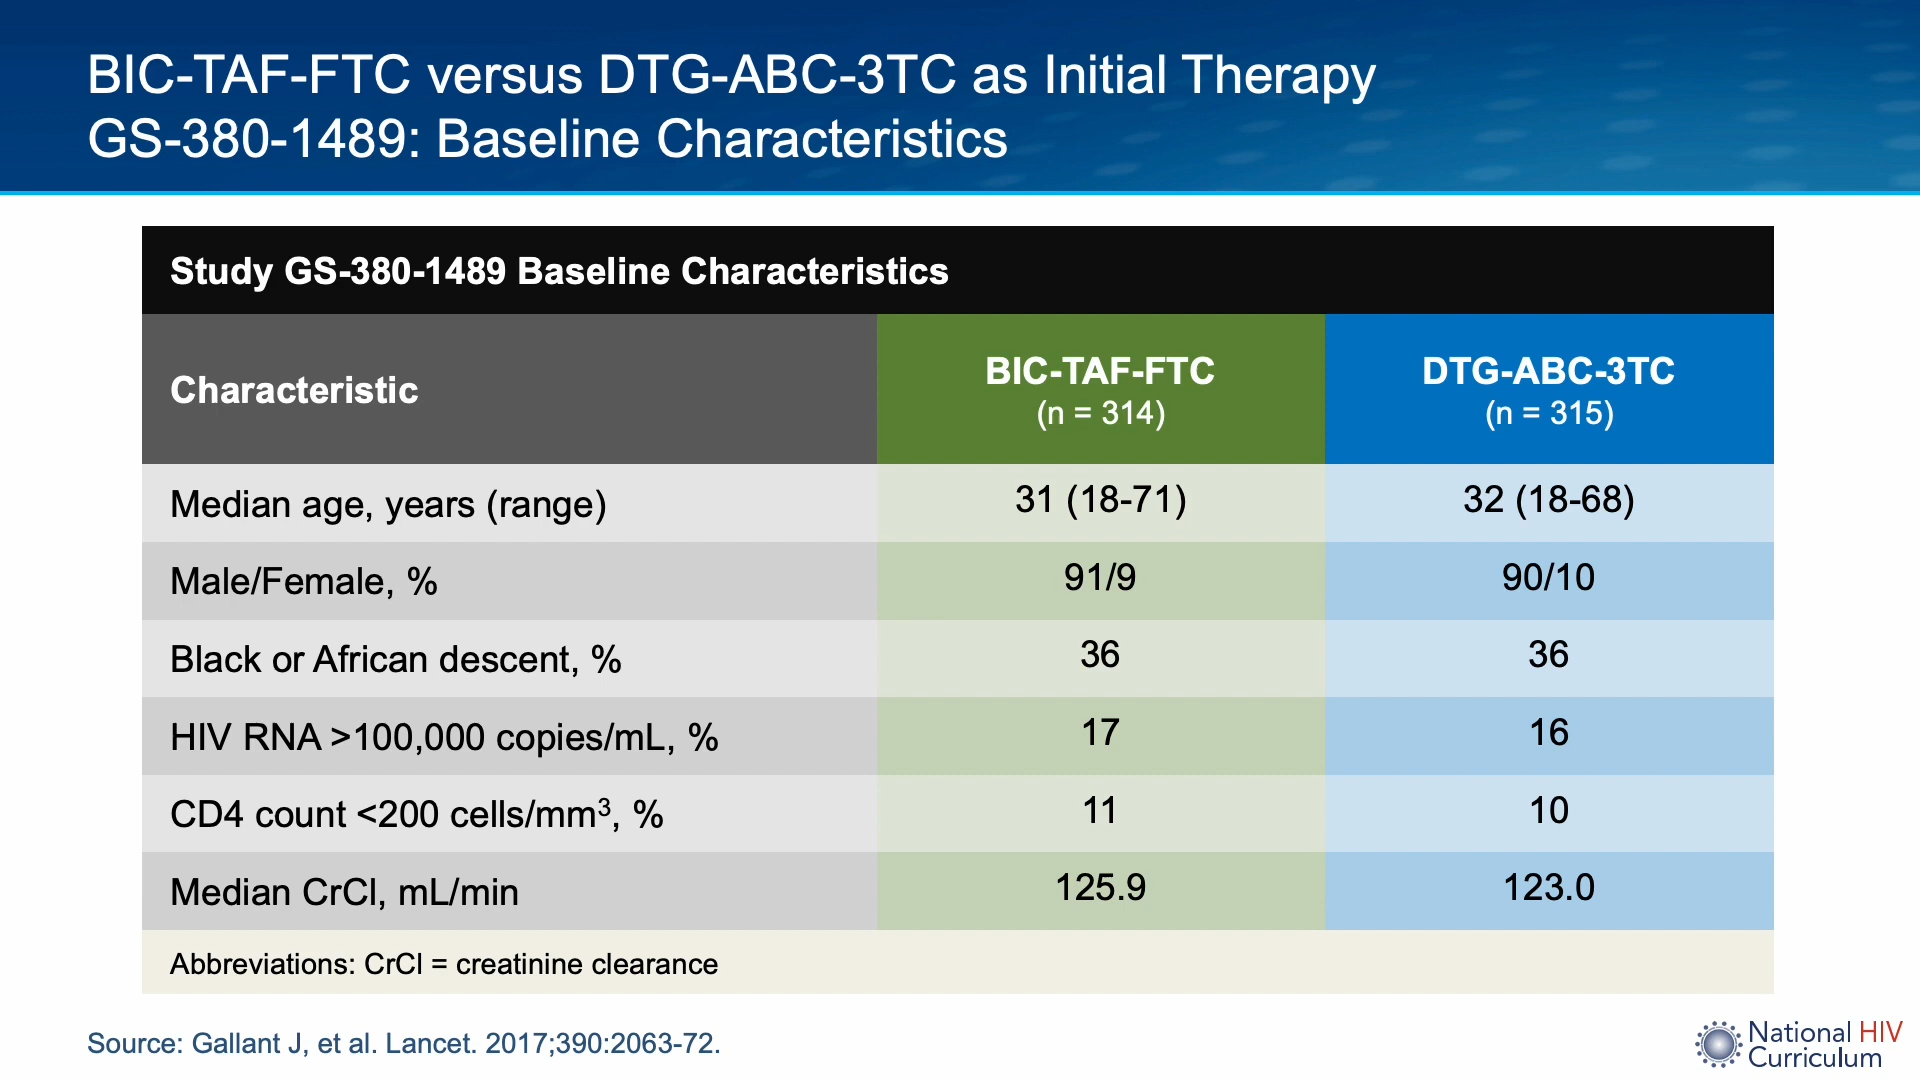 BIC-TAF-FTC versus DTG-ABC-3TC as Initial Therapy
GS-380-1489: Baseline Characteristics
Study GS-380-1489 Baseline Characteristics
Characteristic
BIC-TAF-FTC
(n = 314)
DTG-ABC-3TC
(n = 315)
Median age, years (range) 31 (18-71) 32 (18-68)
Male/Female, % 91/9 90/10
Black or African descent, % 36 36
HIV RNA >100,000 copies/mL, % 17 16
CD4 count <200 cells/mm³, % 11 10
Median CrCl, mL/min 125.9 123.0
Abbreviations: CrCl = creatinine clearance
Source: Gallant J, et al. Lancet. 2017;390:2063-72.
National HIV
Curriculum